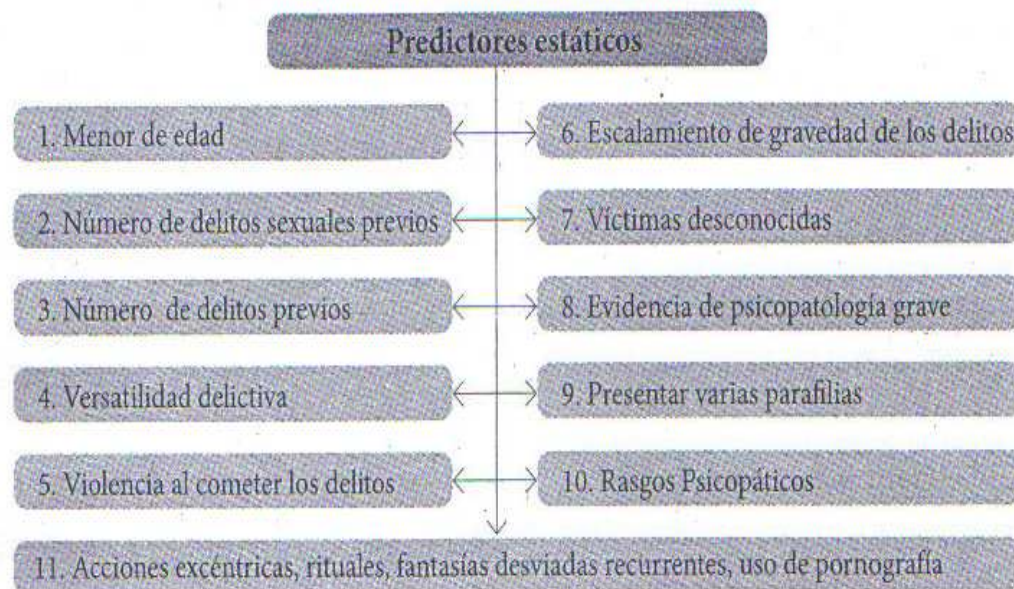 Predictores estáticos
1. Menor de edad
2. Número de delitos sexuales previos
3. Número de delitos previos
4. Versatilidad delictiva
5. Violencia al cometer los delitos
6. Escalamiento de gravedad de los delitos
7. Víctimas desconocidas
8. Evidencia de psicopatología grave
9. Presentar varias parafilias
10. Rasgos Psicopáticos
11. Acciones excéntricas, rituales, fantasías desviadas recurrentes, uso de pornografía